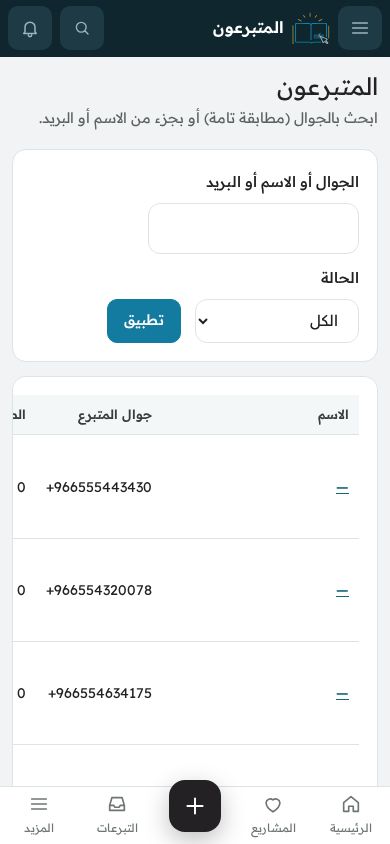 المتبرعون
المتبرعون
ابحث بالجوال (مطابقة تامة) أو بجزء من الاسم أو البريد.
الجوال أو الاسم أو البريد
الحالة
الكل
تطبيق
الاسم جوال المتبرع
— +966555443430 0
— +966554320078 0
— +966554634175 0
الرئيسية المشاريع + التبرعات المزيد